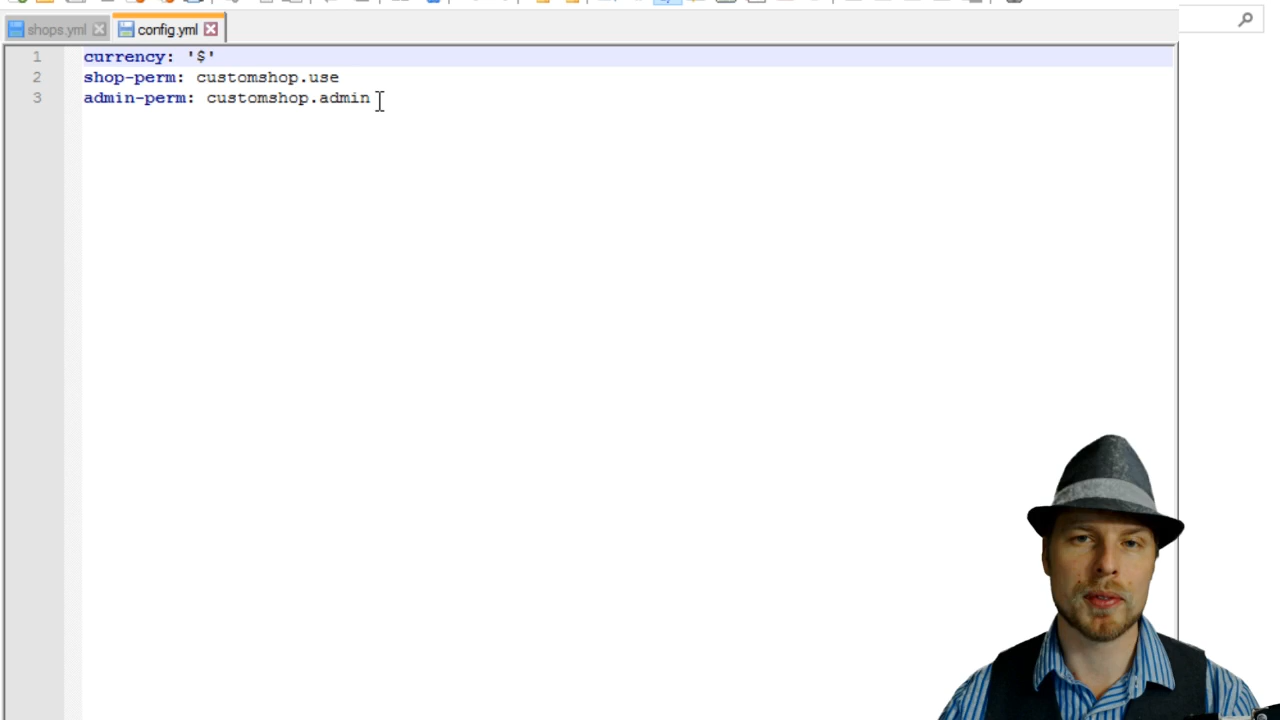 shops.yml
config.yml
1 currency: '$'
2 shop-perm: customshop.use
3 admin-perm: customshop.admin